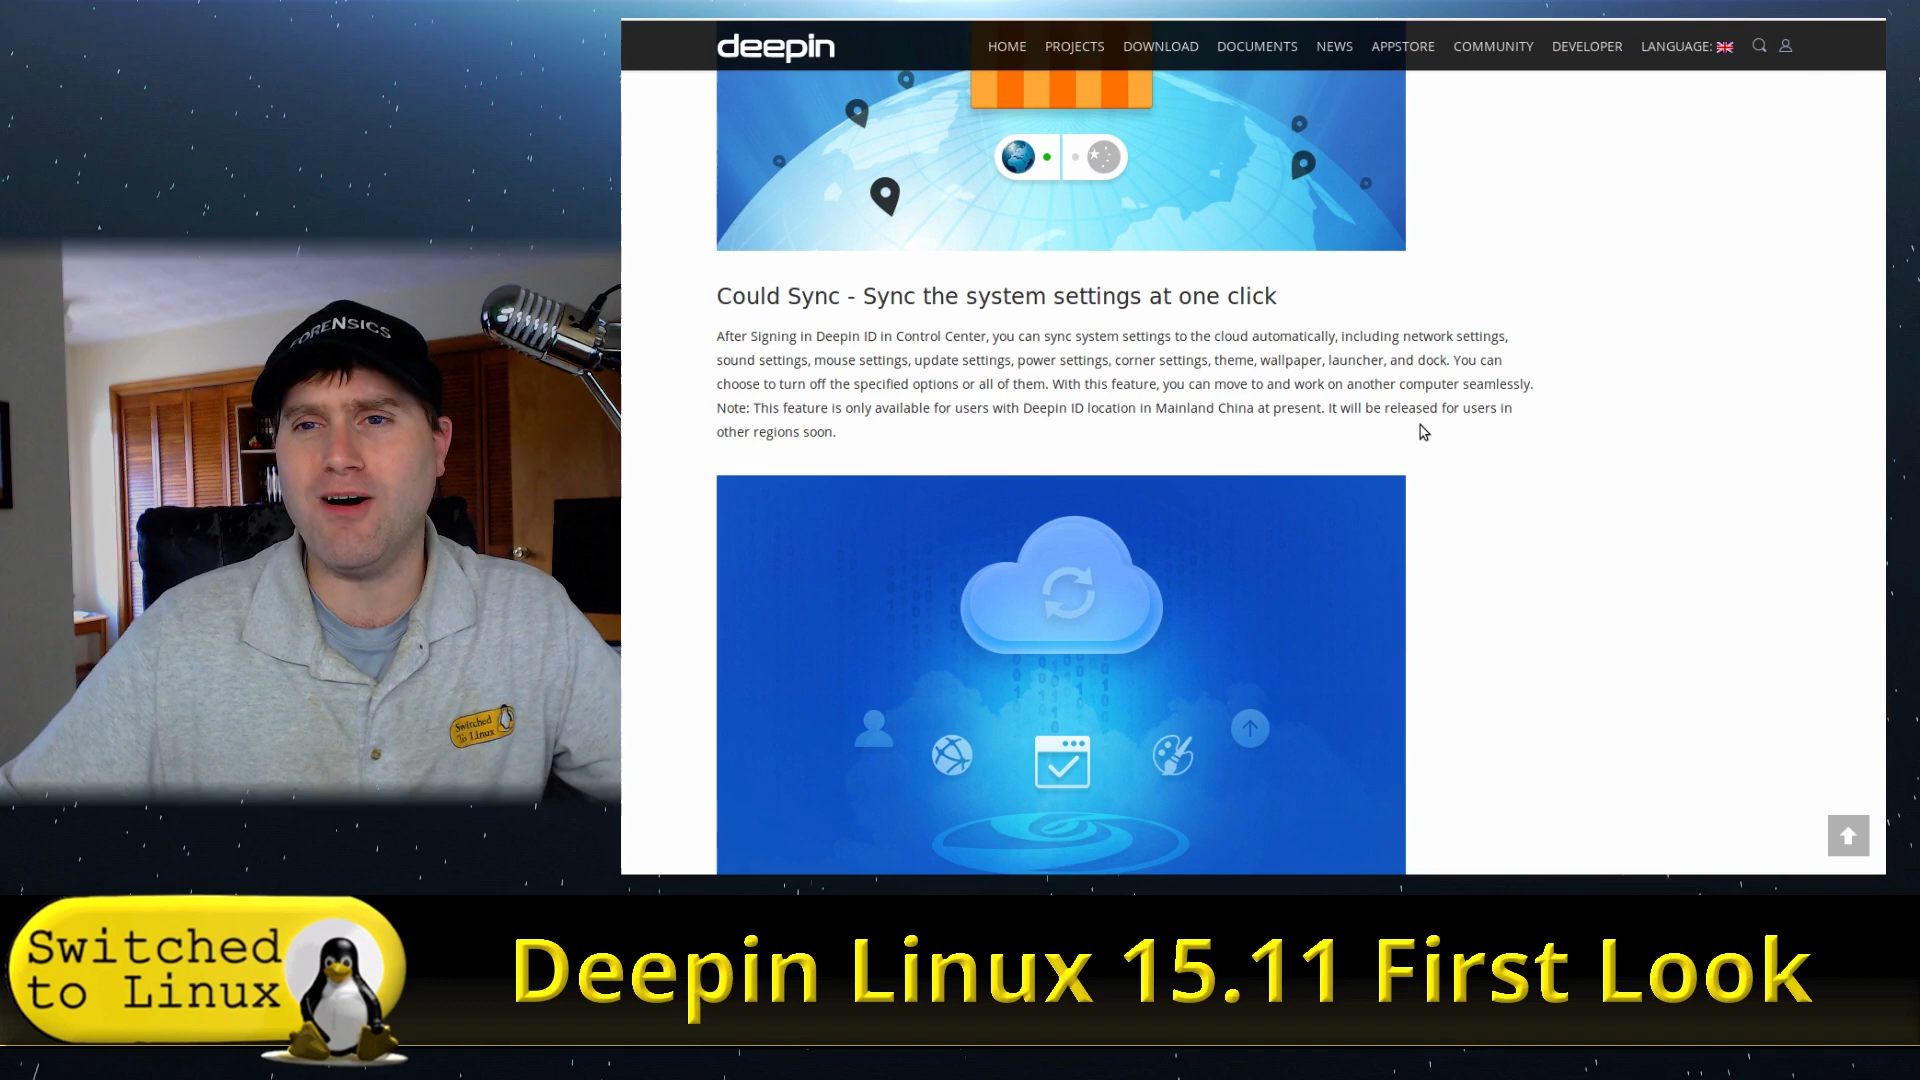 deepin
HOME PROJECTS DOWNLOAD DOCUMENTS NEWS APPSTORE COMMUNITY DEVELOPER LANGUAGE:
Could Sync - Sync the system settings at one click
After Signing in Deepin ID in Control Center, you can sync system settings to the cloud automatically, including network settings,
sound settings, mouse settings, update settings, power settings, corner settings, theme, wallpaper, launcher, and dock. You can
choose to turn off the specified options or all of them. With this feature, you can move to and work on another computer seamlessly.
Note: This feature is only available for users with Deepin ID location in Mainland China at present. It will be released for users in
other regions soon.
FORENSICS
Switched
To Linux
Switched
to Linux
Deepin Linux 15.11 First Look